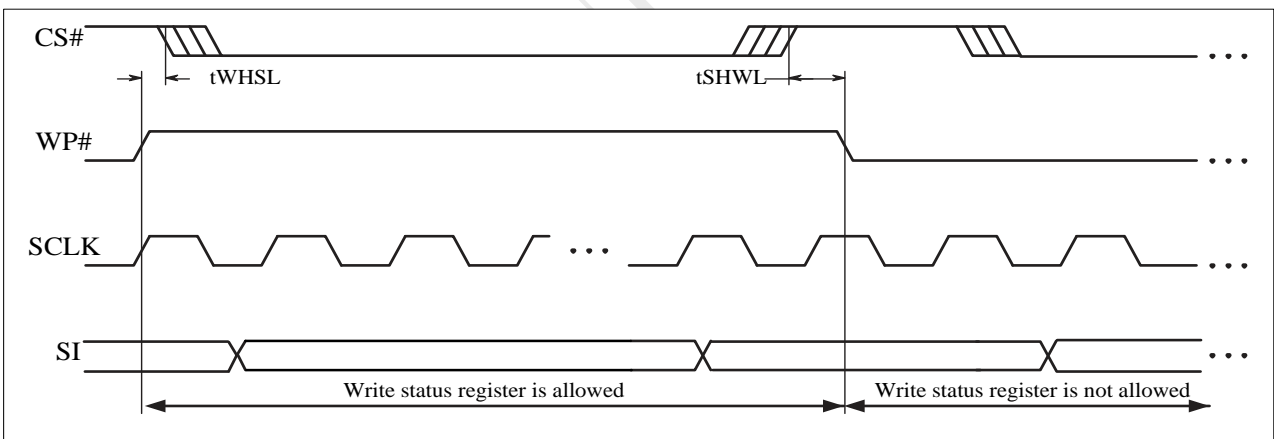 CS#
tWHSL
tSHWL
WP#
SCLK
SI
Write status register is allowed
Write status register is not allowed